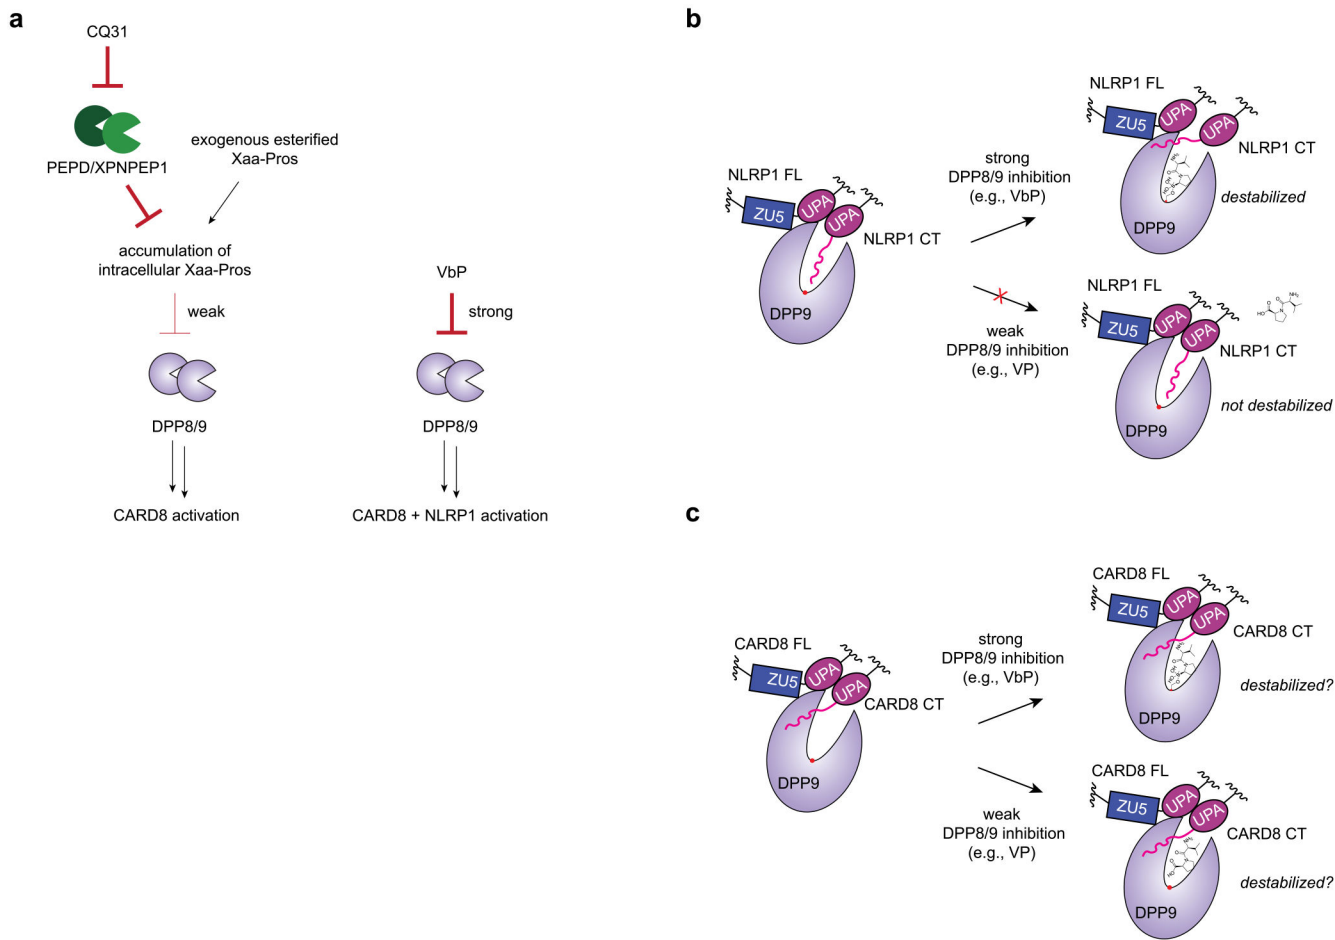 a
CQ31
PEPD/XPNPEP1
exogenous esterified
Xaa-Pros
accumulation of
intracellular Xaa-Pros
weak
DPP8/9
CARD8 activation
VbP
strong
DPP8/9
CARD8 + NLRP1 activation
b
NLRP1 FL
ZU5
UPA
UPA
NLRP1 CT
DPP9
strong
DPP8/9 inhibition
(e.g., VbP)
weak
DPP8/9 inhibition
(e.g., VP)
NLRP1 FL
ZU5
UPA
UPA
NLRP1 CT
destabilized
DPP9
NLRP1 FL
ZU5
UPA
UPA
NLRP1 CT
not destabilized
DPP9
HO
O
O
N
NH₂
c
CARD8 FL
ZU5
UPA
UPA
CARD8 CT
DPP9
strong
DPP8/9 inhibition
(e.g., VbP)
weak
DPP8/9 inhibition
(e.g., VP)
CARD8 FL
ZU5
UPA
UPA
CARD8 CT
destabilized?
DPP9
CARD8 FL
ZU5
UPA
UPA
CARD8 CT
NH₂
O
N
O
HO
destabilized?
DPP9